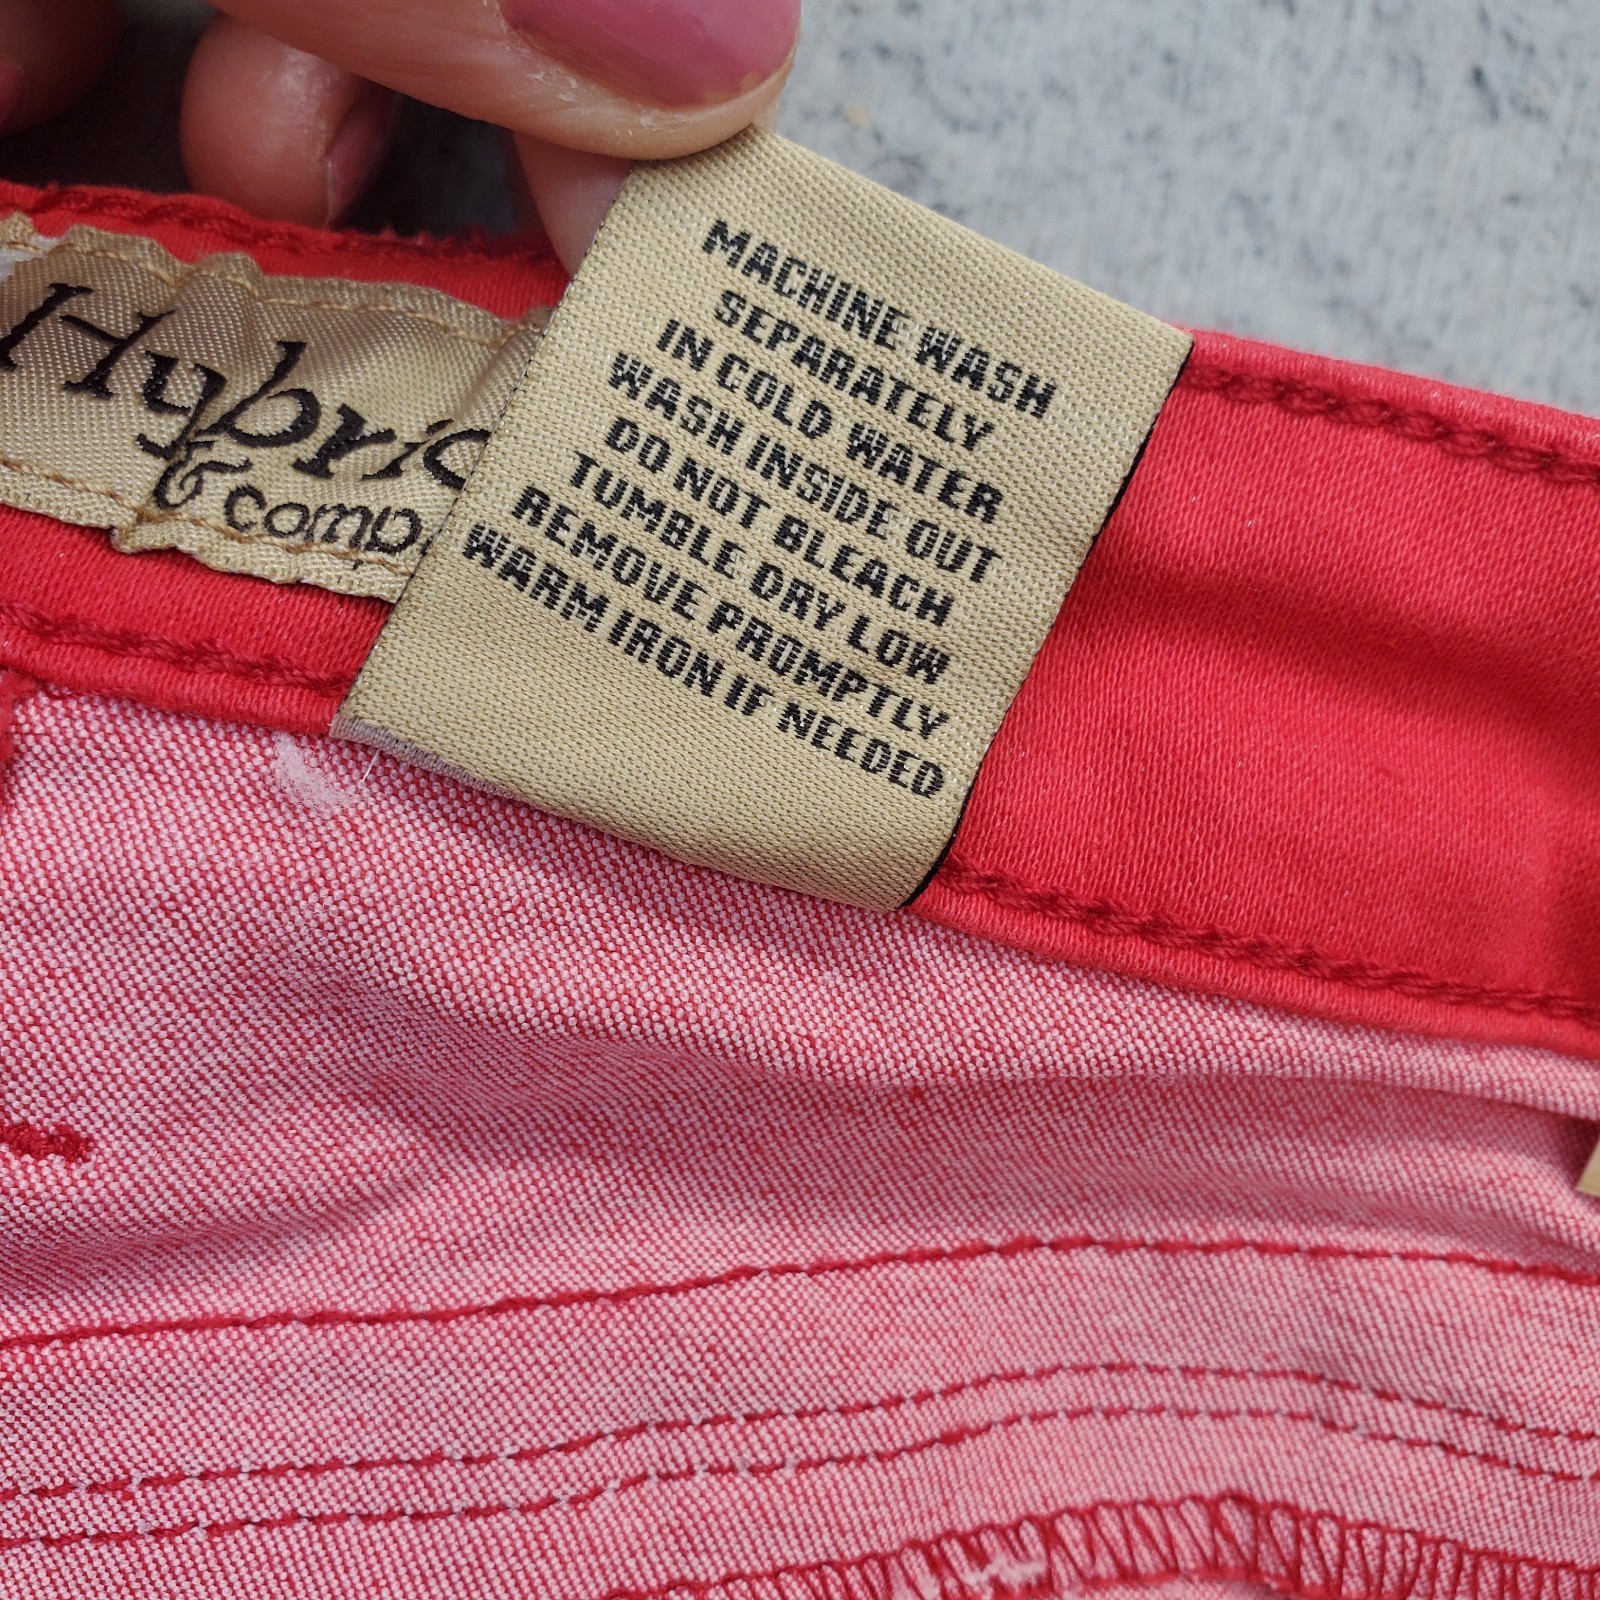 Hybri
& comp
MACHINE WASH
SEPARATELY
IN COLD WATER
WASH INSIDE OUT
DO NOT BLEACH
TUMBLE DRY LOW
REMOVE PROMPTLY
WARM IRON IF NEEDED